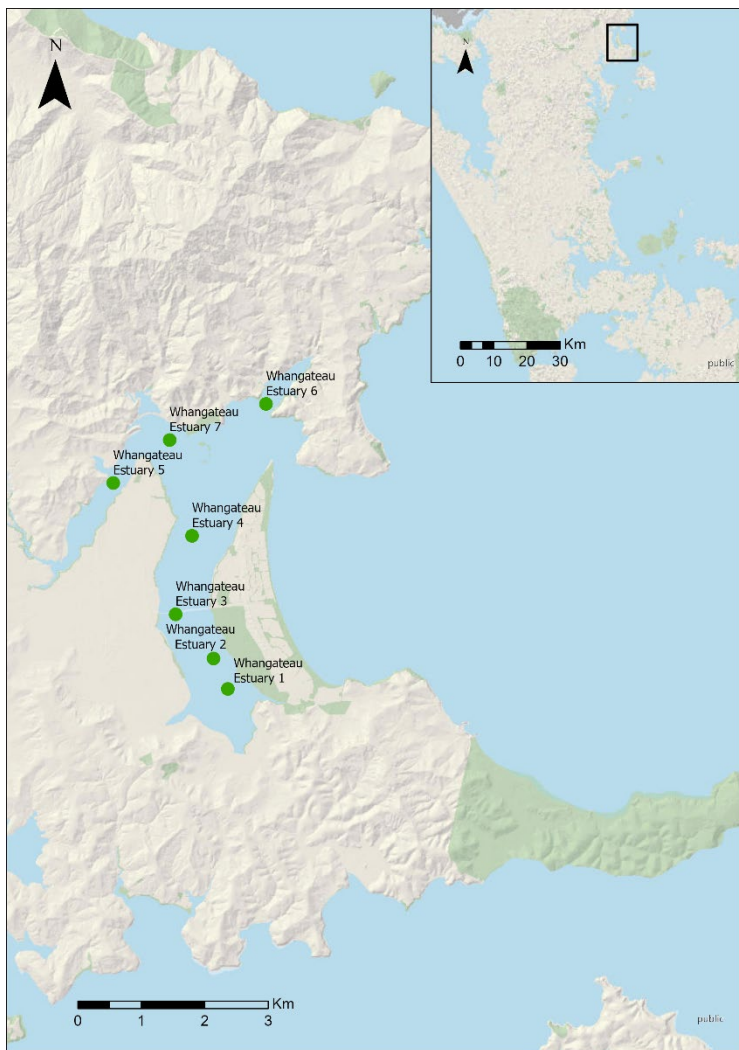 N
N
Km
0 10 20 30
public
Whangateau
Estuary 6
Whangateau
Estuary 7
Whangateau
Estuary 5
Whangateau
Estuary 4
Whangateau
Estuary 3
Whangateau
Estuary 2
Whangateau
Estuary 1
Km
0 1 2 3
public